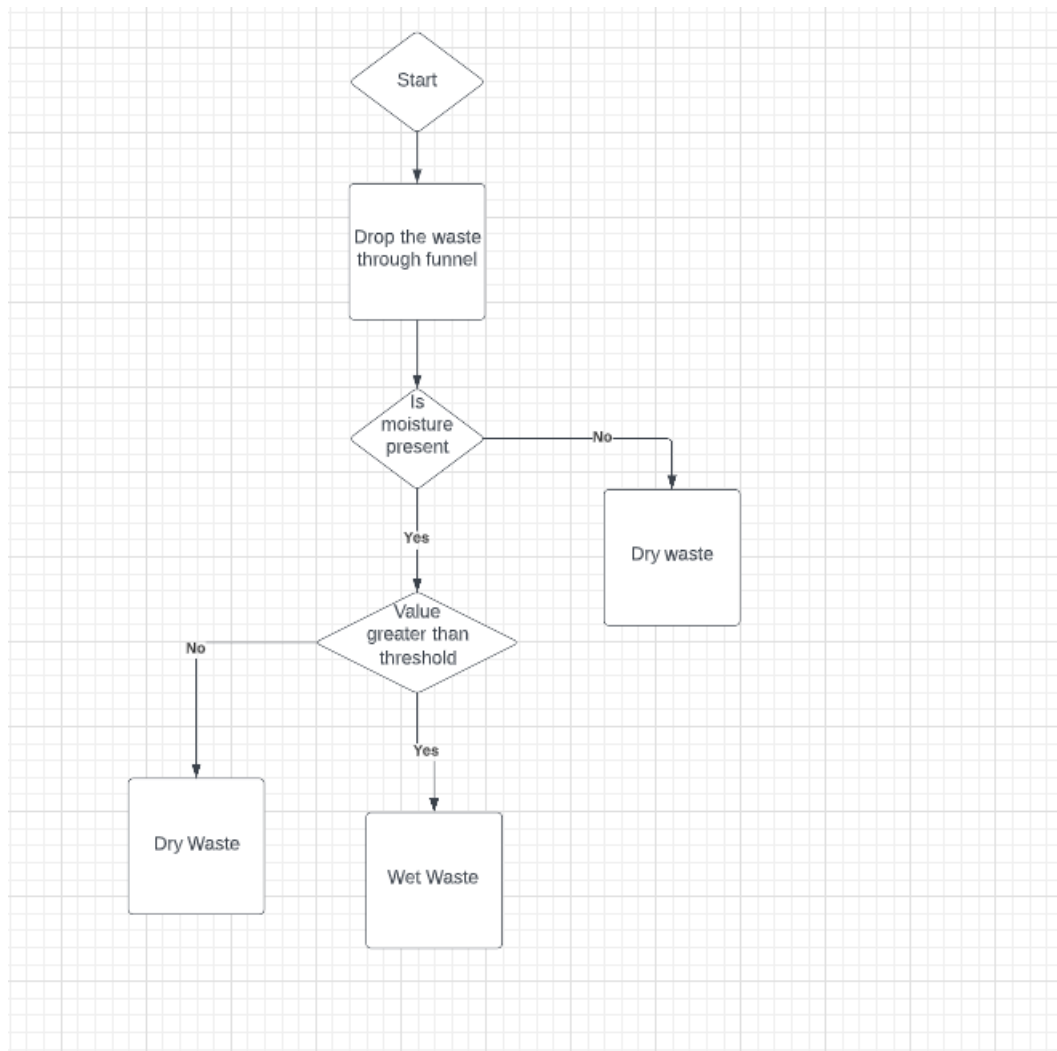 Start
Drop the waste
through funnel
Is
moisture
present
No
Yes
Dry waste
Value
greater than
threshold
No
Yes
Dry Waste
Wet Waste